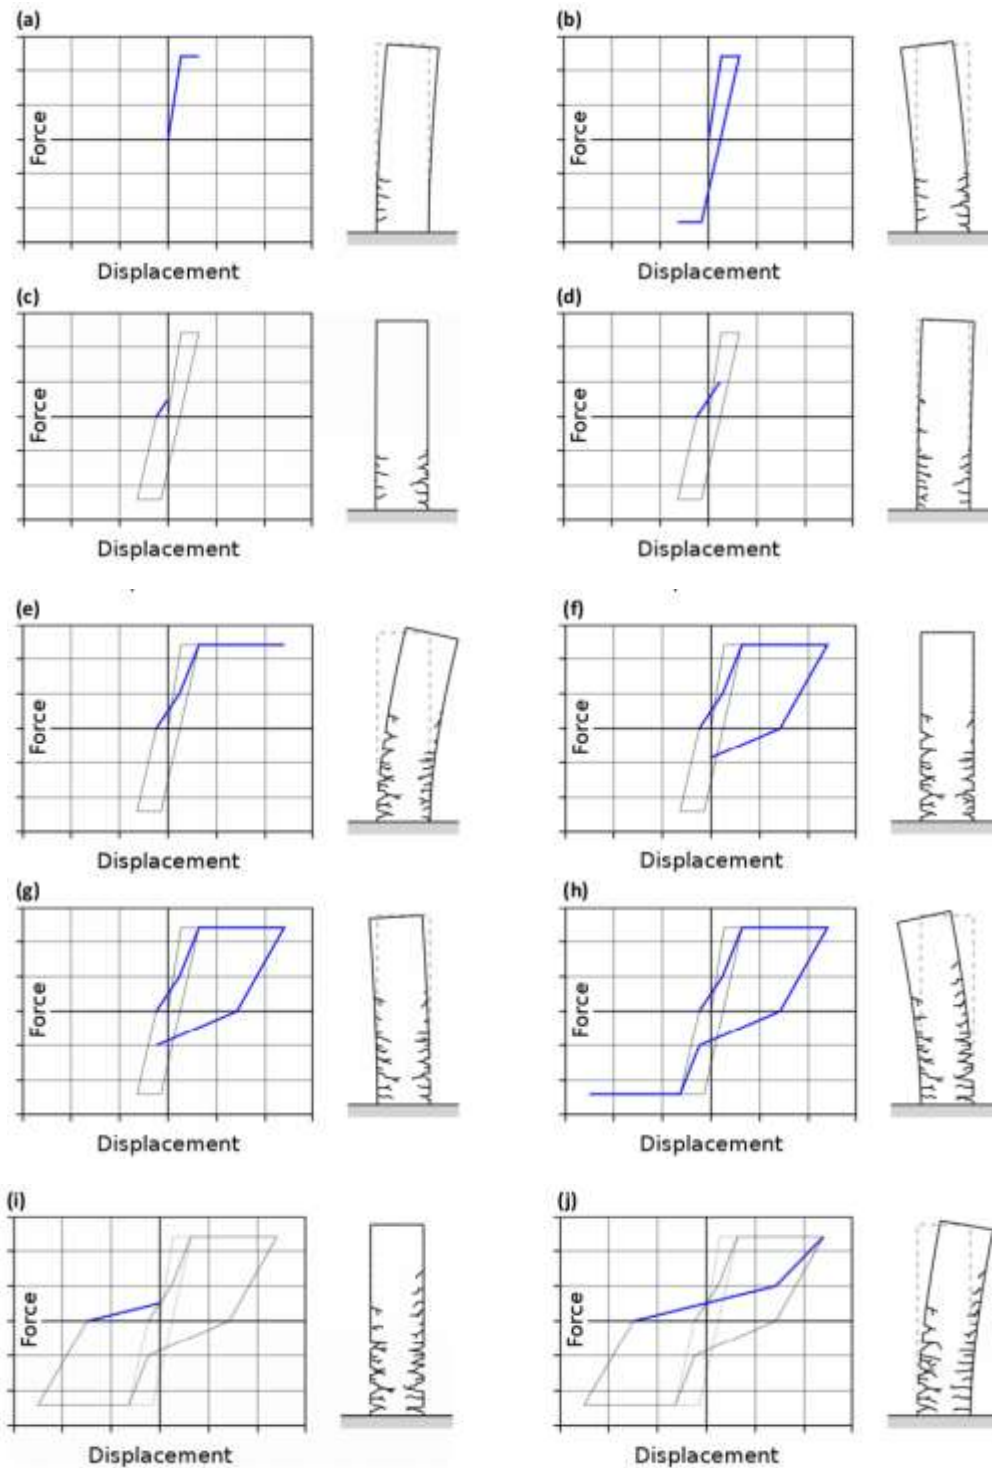 (a)
Force
Displacement
(b)
Force
Displacement
(c)
Force
Displacement
(d)
Force
Displacement
(e)
Force
Displacement
(f)
Force
Displacement
(g)
Force
Displacement
(h)
Force
Displacement
(i)
Force
Displacement
(j)
Force
Displacement